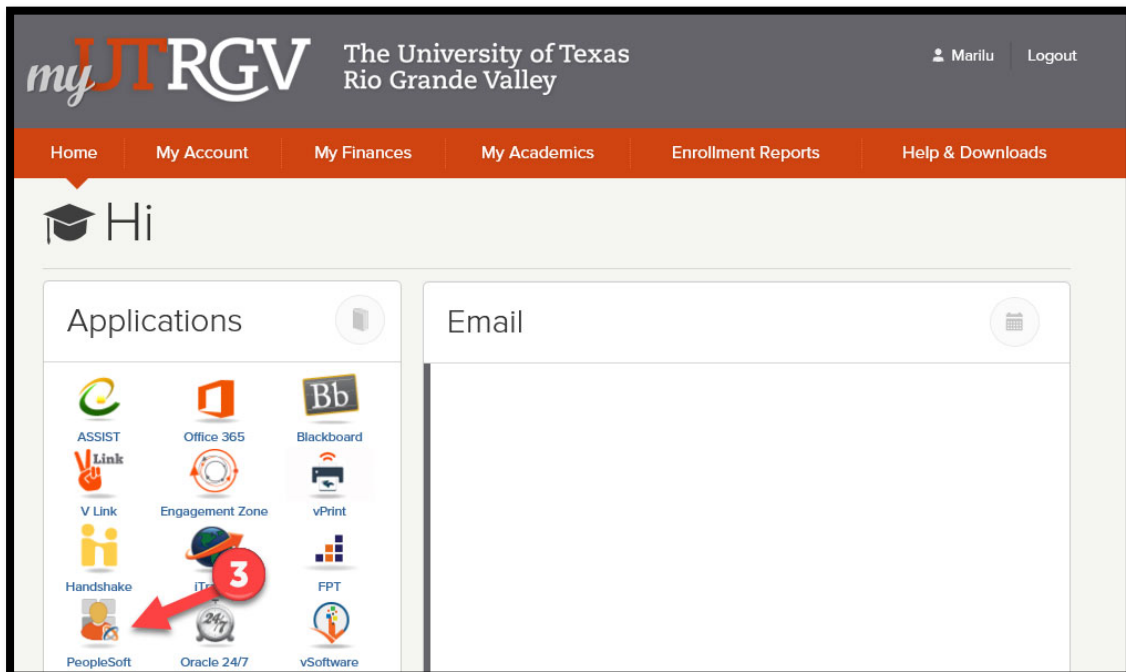 myUTRGV
The University of Texas
Rio Grande Valley
Marilu
Logout
Home
My Account
My Finances
My Academics
Enrollment Reports
Help & Downloads
Hi
Applications
Email
Bb
ASSIST
Office 365
Blackboard
Link
V Link
Engagement Zone
vPrint
Handshake
3
FPT
24/7
PeopleSoft
Oracle 24/7
vSoftware